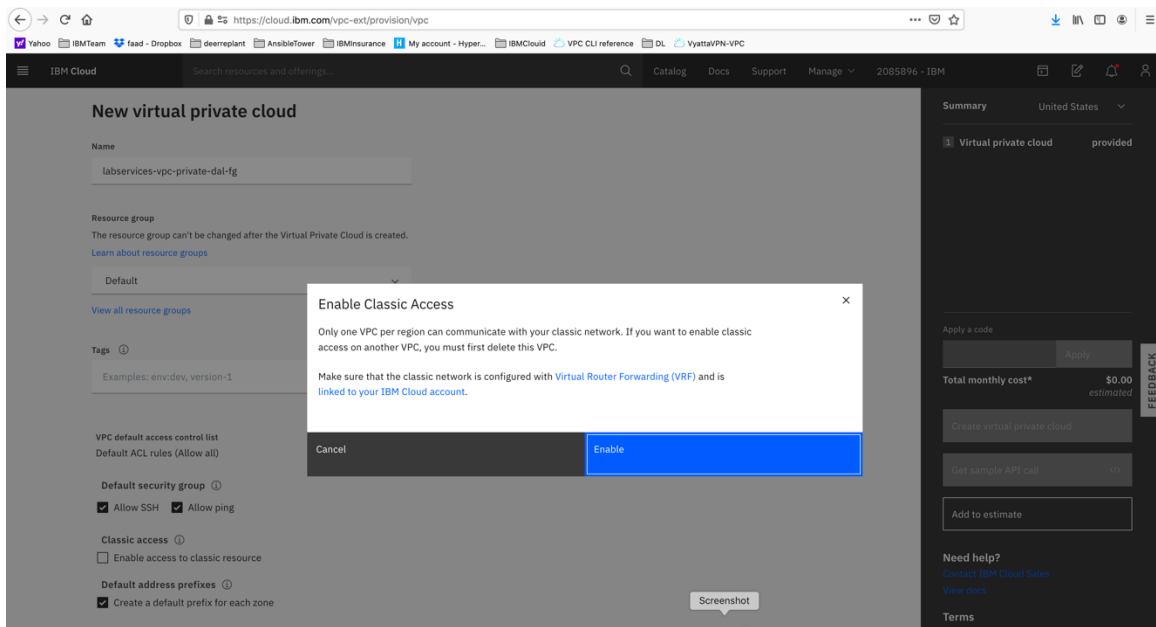 https://cloud.ibm.com/vpc-ext/provision/vpc
Yahoo IBMTeam faad - Dropbox deerreplant AnsibleTower IBMInsurance My account - Hyper... IBMClouid VPC CLI reference DL VyattaVPN-VPC
IBM Cloud Search resources and offerings... Catalog Docs Support Manage 2085896 - IBM
New virtual private cloud
Name
labservices-vpc-private-dal-fg
Resource group
The resource group can't be changed after the Virtual Private Cloud is created.
Learn about resource groups
Default
View all resource groups
Tags
Examples: env:dev, version-1
VPC default access control list
Default ACL rules (Allow all)
Default security group
Allow SSH Allow ping
Classic access
Enable access to classic resource
Default address prefixes
Create a default prefix for each zone
Enable Classic Access
Only one VPC per region can communicate with your classic network. If you want to enable classic
access on another VPC, you must first delete this VPC.
Make sure that the classic network is configured with Virtual Router Forwarding (VRF) and is
linked to your IBM Cloud account.
Cancel Enable
Screenshot
Summary United States
1 Virtual private cloud provided
Apply a code
Apply
Total monthly cost* $0.00
estimated
Create virtual private cloud
Get sample API call
Add to estimate
Need help?
Contact IBM Cloud Sales
View docs
Terms
FEEDBACK